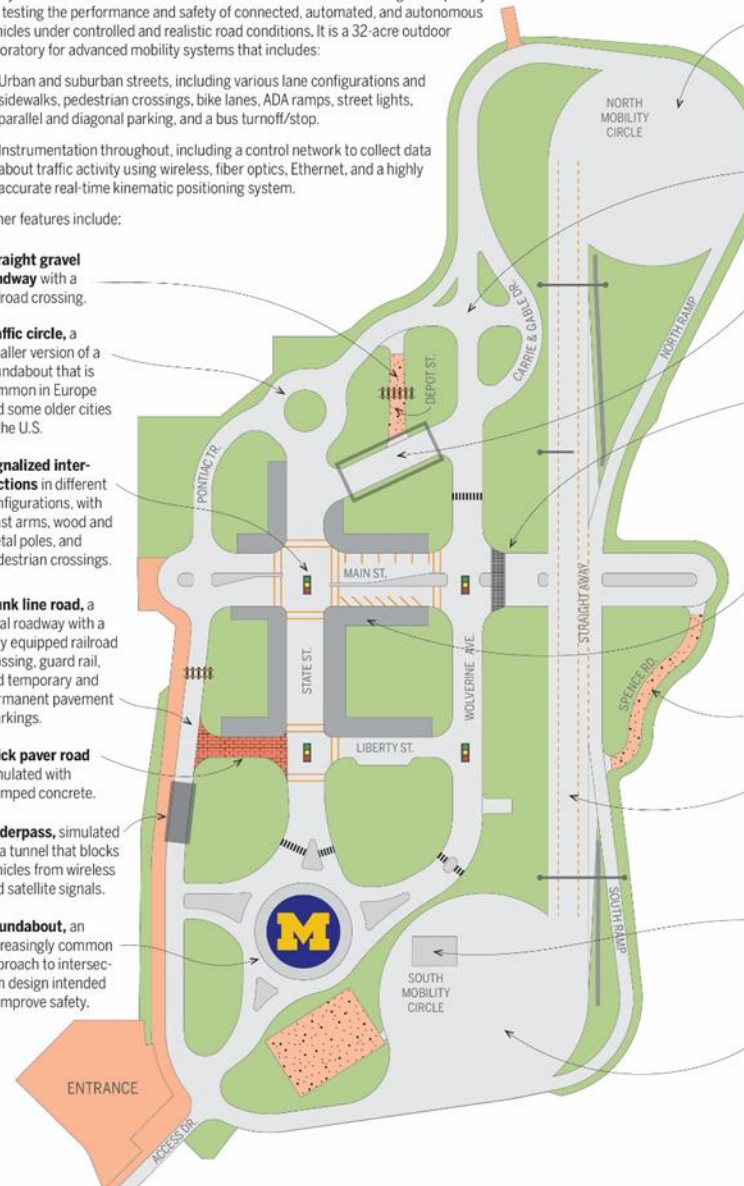 testing the performance and safety of connected, automated, and autonomous
hicles under controlled and realistic road conditions. It is a 32-acre outdoor
oratory for advanced mobility systems that includes:
Urban and suburban streets, including various lane configurations and
sidewalks, pedestrian crossings, bike lanes, ADA ramps, street lights,
parallel and diagonal parking, and a bus turnoff/stop.
Instrumentation throughout, including a control network to collect data
about traffic activity using wireless, fiber optics, Ethernet, and a highly
accurate real-time kinematic positioning system.
her features include:
raight gravel
adway with a
lroad crossing.
affic circle, a
aller version of a
undabout that is
mmon in Europe
d some older cities
the U.S.
gnalized inter-
ctions in different
nfigurations, with
st arms, wood and
etal poles, and
destrian crossings.
unk line road, a
al roadway with a
y equipped railroad
ssing, guard rail,
d temporary and
rmanent pavement
arkings.
ick paver road
mulated with
mped concrete.
derpass, simulated
a tunnel that blocks
hicles from wireless
d satellite signals.
undabout, an
reasingly common
proach to intersec-
n design intended
improve safety.
NORTH
MOBILITY
CIRCLE
CARRIE & GABLE DR.
NORTH RAMP
DEPOT ST.
PONTIAC TR.
MAIN ST.
STRAIGHT AWAY
STATE ST.
WOLVERINE AVE.
SPENCE RD.
LIBERTY ST.
M
SOUTH RAMP
SOUTH
MOBILITY
CIRCLE
ENTRANCE
ACCESS DR.